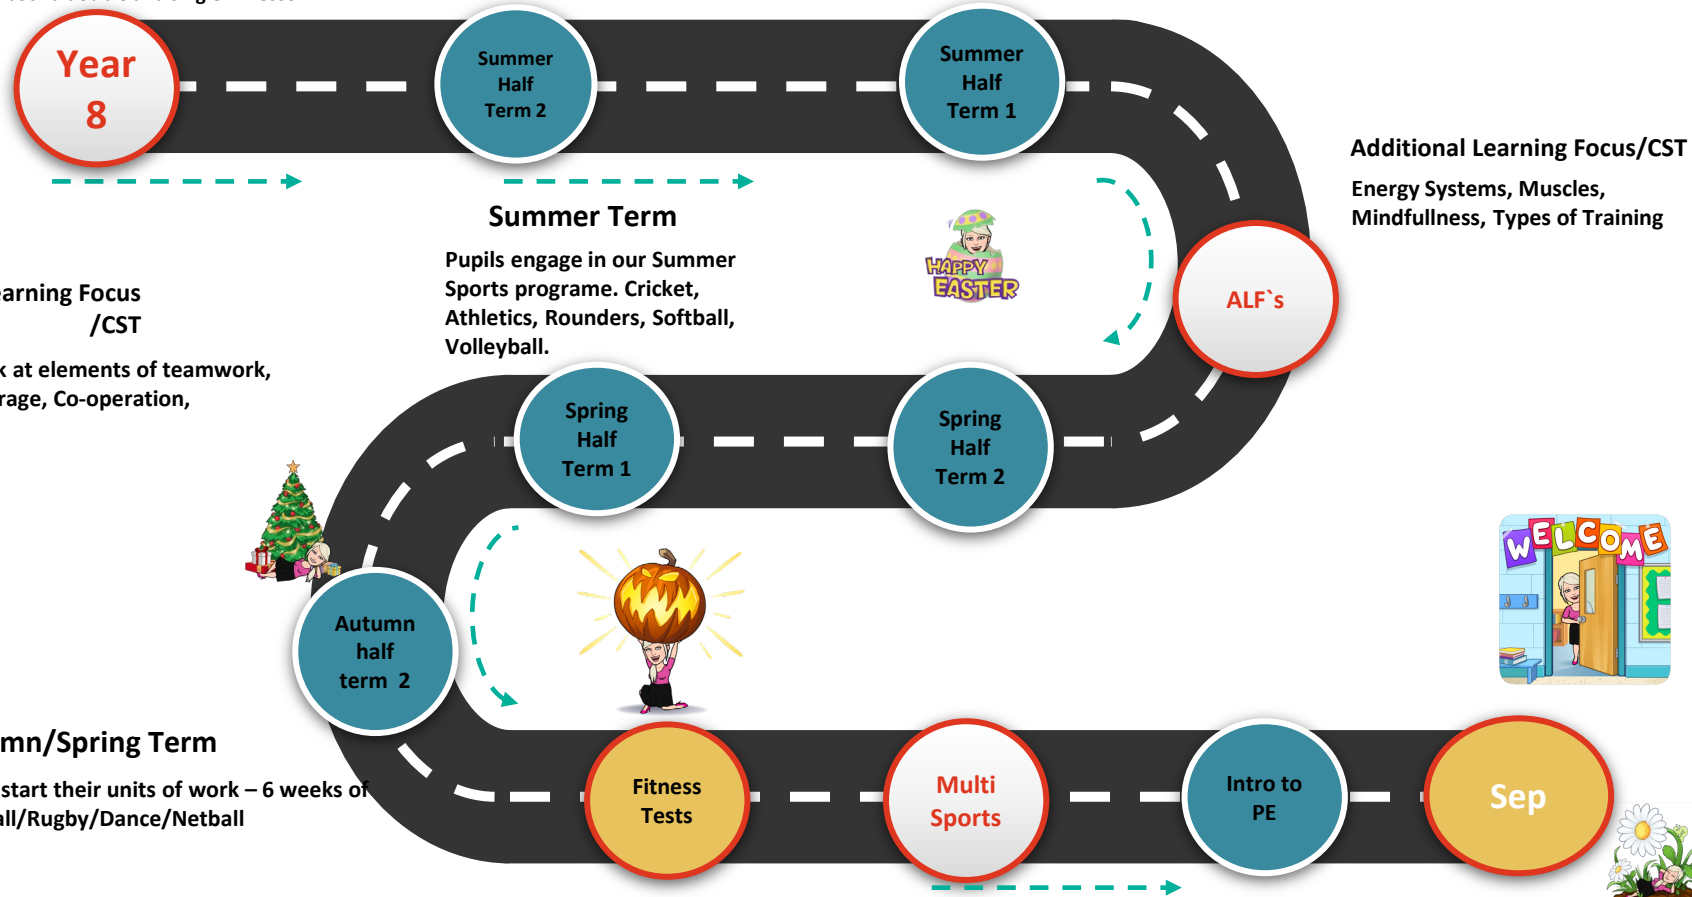 Year
8
Summer
Half
Term 2
Summer
Half
Term 1
Additional Learning Focus/CST
Energy Systems, Muscles,
Mindfullness, Types of Training
Summer Term
Pupils engage in our Summer
Sports programe. Cricket,
Athletics, Rounders, Softball,
Volleyball.
HAPPY
EASTER
ALF`s
earning Focus
/CST
at elements of teamwork,
rage, Co-operation,
Spring
Half
Term 1
Spring
Half
Term 2
WELCOME
Autumn
half
term 2
mn/Spring Term
start their units of work – 6 weeks of
all/Rugby/Dance/Netball
Fitness
Tests
Multi
Sports
Intro to
PE
Sep